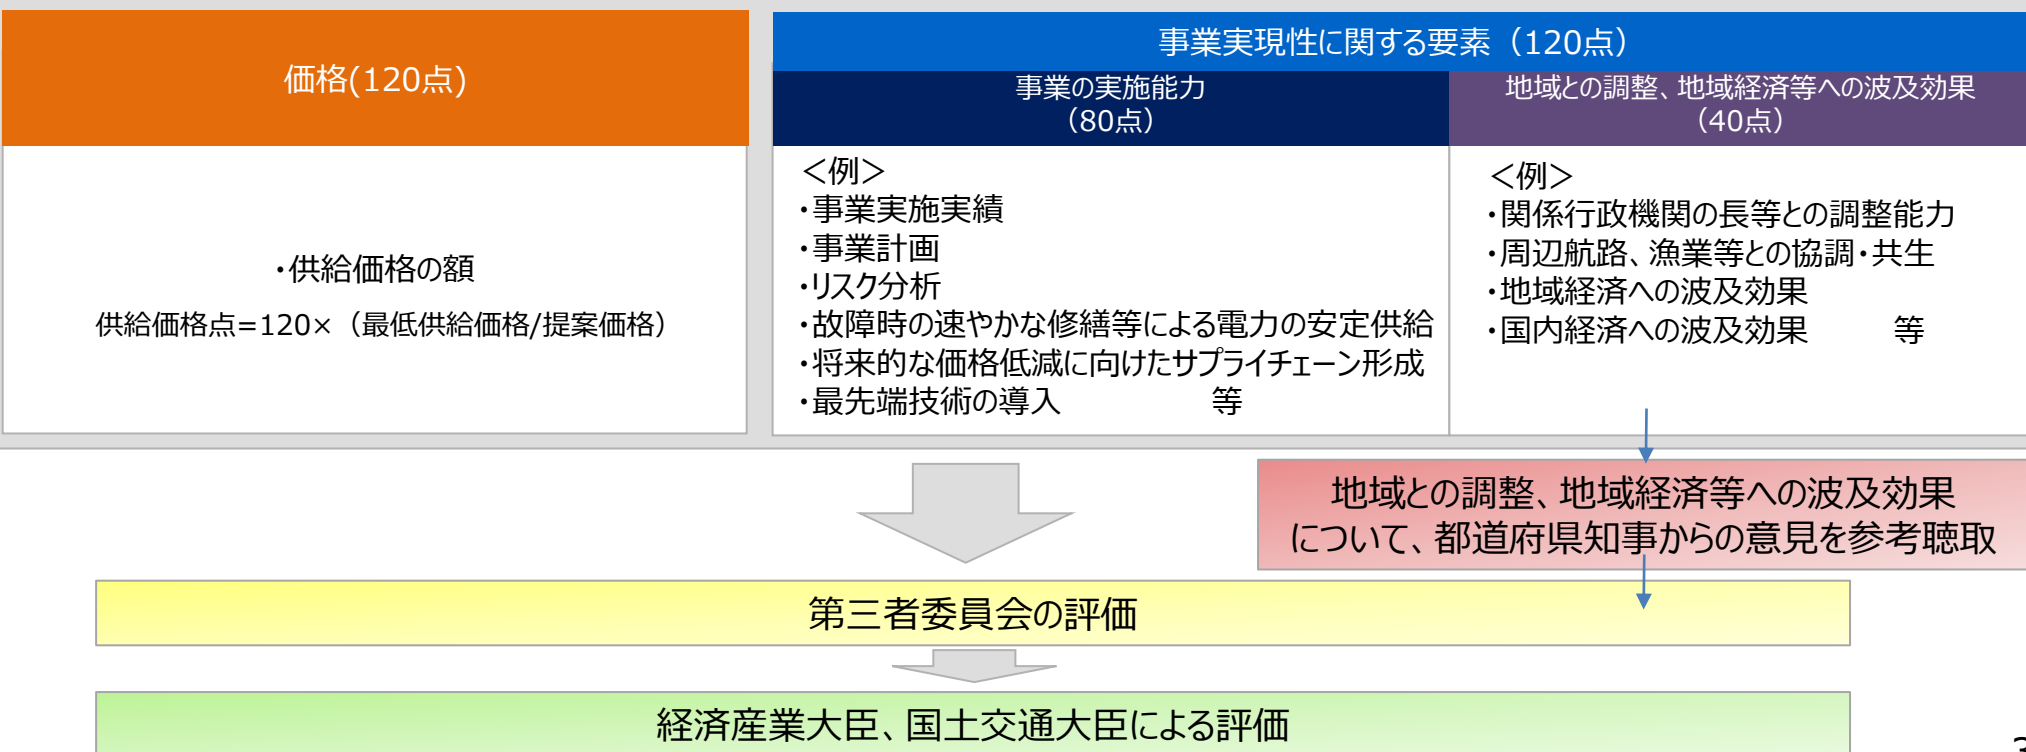 価格(120点)
・供給価格の額
供給価格点=120×（最低供給価格/提案価格）
事業実現性に関する要素（120点）
事業の実施能力
（80点）
＜例＞
・事業実施実績
・事業計画
・リスク分析
・故障時の速やかな修繕等による電力の安定供給
・将来的な価格低減に向けたサプライチェーン形成
・最先端技術の導入　　　　　等
地域との調整、地域経済等への波及効果
（40点）
＜例＞
・関係行政機関の長等との調整能力
・周辺航路、漁業等との協調・共生
・地域経済への波及効果
・国内経済への波及効果　　　等
地域との調整、地域経済等への波及効果
について、都道府県知事からの意見を参考聴取
第三者委員会の評価
経済産業大臣、国土交通大臣による評価